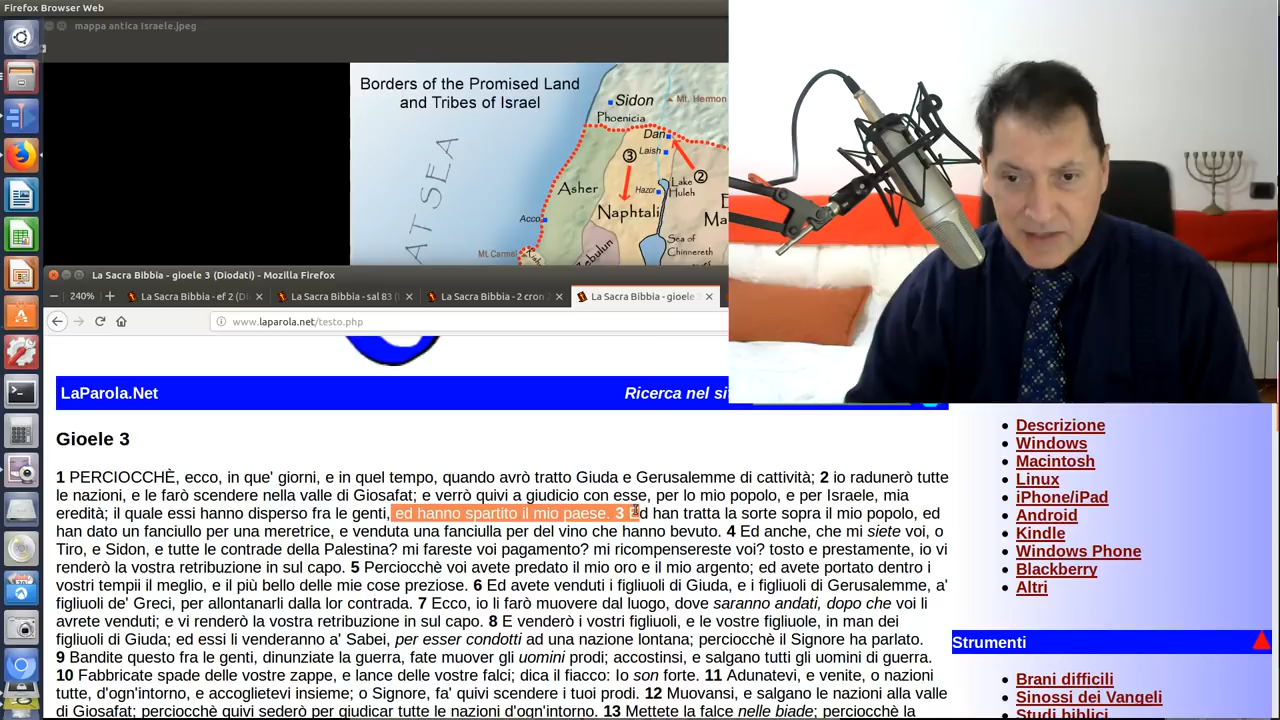 Firefox Browser Web
mappa antica Israele.jpeg
Borders of the Promised Land
and Tribes of Israel
Sidon
Mt. Hermon
Phoenicia
Dan
Laish
③
②
Asher
Hazor
Lake
Huleh
Naphtali
Acco
Zebulun
Sea of
Chinnereth
Mt. Carmel
AT SEA
La Sacra Bibbia - gioele 3 (Diodati) - Mozilla Firefox
240%
La Sacra Bibbia - ef 2 (Di
La Sacra Bibbia - sal 83 (
La Sacra Bibbia - 2 cron
La Sacra Bibbia - gioele
www.laparola.net/testo.php
LaParola.Net
Ricerca nel si
Gioele 3
1 PERCIOCCHÈ, ecco, in que' giorni, e in quel tempo, quando avrò tratto Giuda e Gerusalemme di cattività; 2 io radunerò tutte
le nazioni, e le farò scendere nella valle di Giosafat; e verrò quivi a giudicio con esse, per lo mio popolo, e per Israele, mia
eredità; il quale essi hanno disperso fra le genti, ed hanno spartito il mio paese. 3 Ed han tratta la sorte sopra il mio popolo, ed
han dato un fanciullo per una meretrice, e venduta una fanciulla per del vino che hanno bevuto. 4 Ed anche, che mi siete voi, o
Tiro, e Sidon, e tutte le contrade della Palestina? mi fareste voi pagamento? mi ricompensereste voi? tosto e prestamente, io vi
renderò la vostra retribuzione in sul capo. 5 Perciocchè voi avete predato il mio oro e il mio argento; ed avete portato dentro i
vostri tempii il meglio, e il più bello delle mie cose preziose. 6 Ed avete venduti i figliuoli di Giuda, e i figliuoli di Gerusalemme, a'
figliuoli de' Greci, per allontanarli dalla lor contrada. 7 Ecco, io li farò muovere dal luogo, dove saranno andati, dopo che voi li
avrete venduti; e vi renderò la vostra retribuzione in sul capo. 8 E venderò i vostri figliuoli, e le vostre figliuole, in man dei
figliuoli di Giuda; ed essi li venderanno a' Sabei, per esser condotti ad una nazione lontana; perciocchè il Signore ha parlato.
9 Bandite questo fra le genti, dinunziate la guerra, fate muover gli uomini prodi; accostinsi, e salgano tutti gli uomini di guerra.
10 Fabbricate spade delle vostre zappe, e lance delle vostre falci; dica il fiacco: Io son forte. 11 Adunatevi, e venite, o nazioni
tutte, d'ogn'intorno, e accoglietevi insieme; o Signore, fa' quivi scendere i tuoi prodi. 12 Muovansi, e salgano le nazioni alla valle
di Giosafat; perciocchè quivi sederò per giudicar tutte le nazioni d'ogn'intorno. 13 Mettete la falce nelle biade; perciocchè la
Descrizione
Windows
Macintosh
Linux
iPhone/iPad
Android
Kindle
Windows Phone
Blackberry
Altri
Strumenti
Brani difficili
Sinossi dei Vangeli
Studi biblici